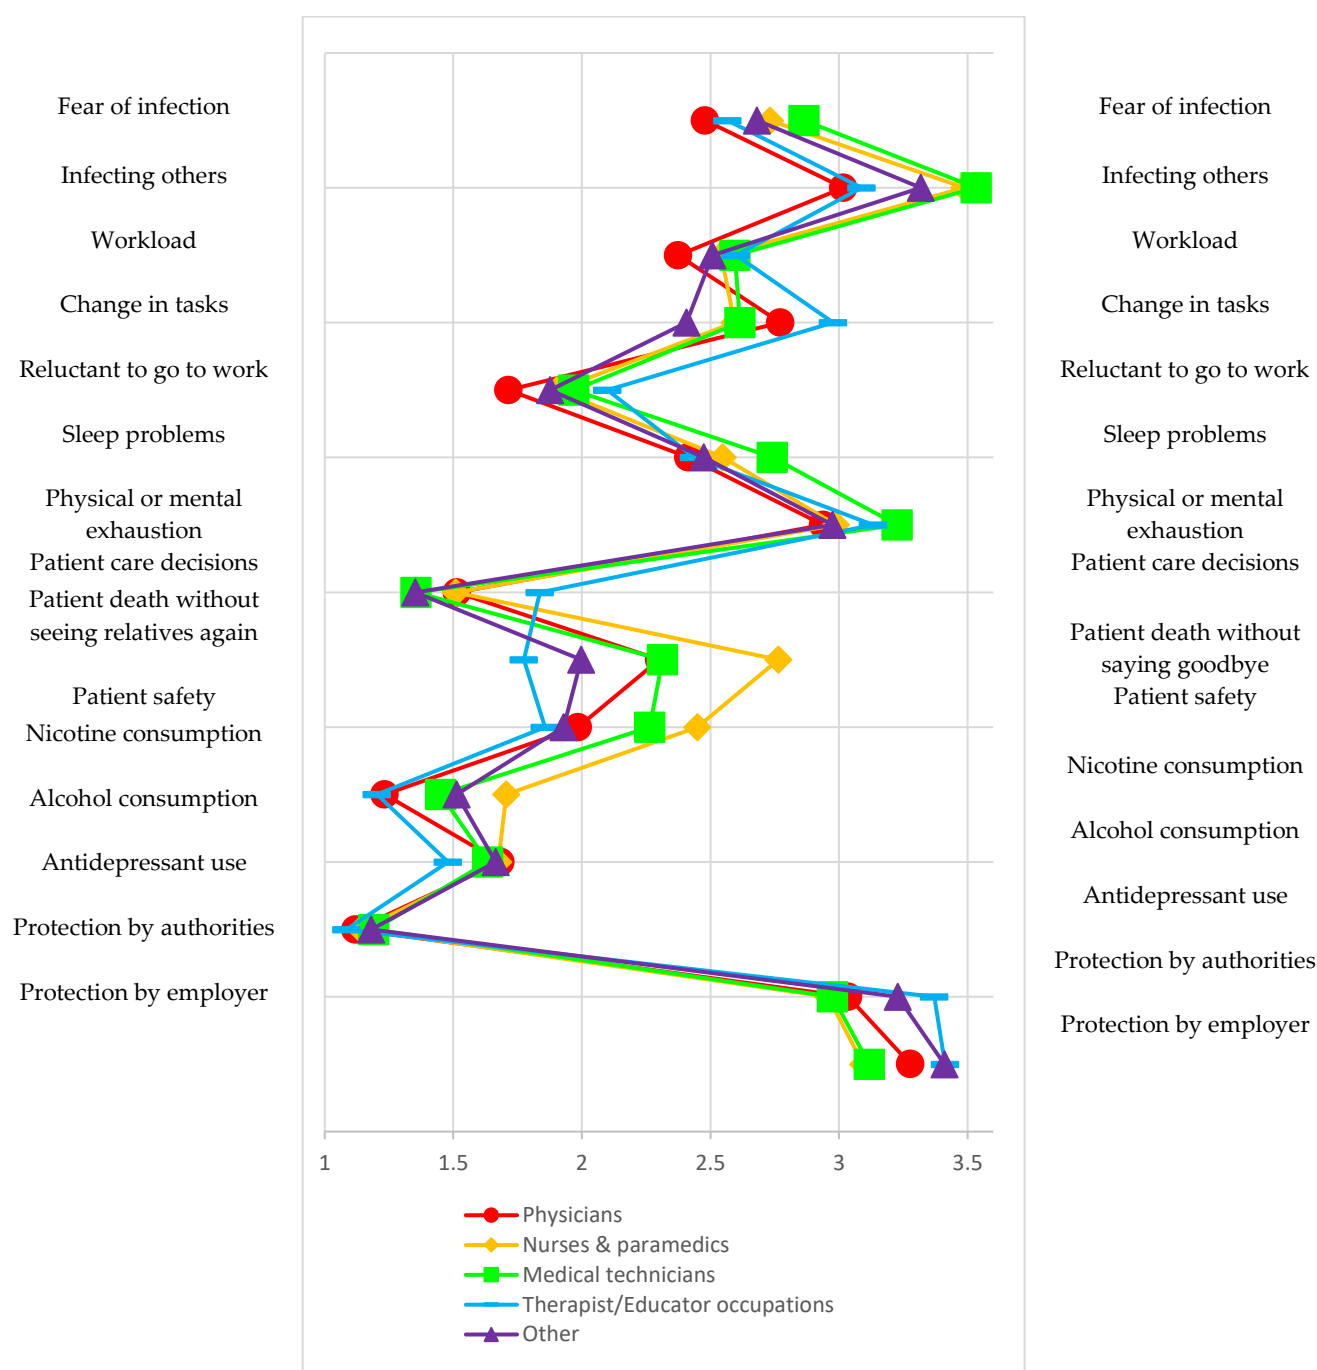 Fear of infection
Infecting others
Workload
Change in tasks
Reluctant to go to work
Sleep problems
Physical or mental
exhaustion
Patient care decisions
Patient death without
seeing relatives again
Patient safety
Nicotine consumption
Alcohol consumption
Antidepressant use
Protection by authorities
Protection by employer
Fear of infection
Infecting others
Workload
Change in tasks
Reluctant to go to work
Sleep problems
Physical or mental
exhaustion
Patient care decisions
Patient death without
saying goodbye
Patient safety
Nicotine consumption
Alcohol consumption
Antidepressant use
Protection by authorities
Protection by employer
1 1.5 2 2.5 3 3.5
Physicians
Nurses & paramedics
Medical technicians
Therapist/Educator occupations
Other